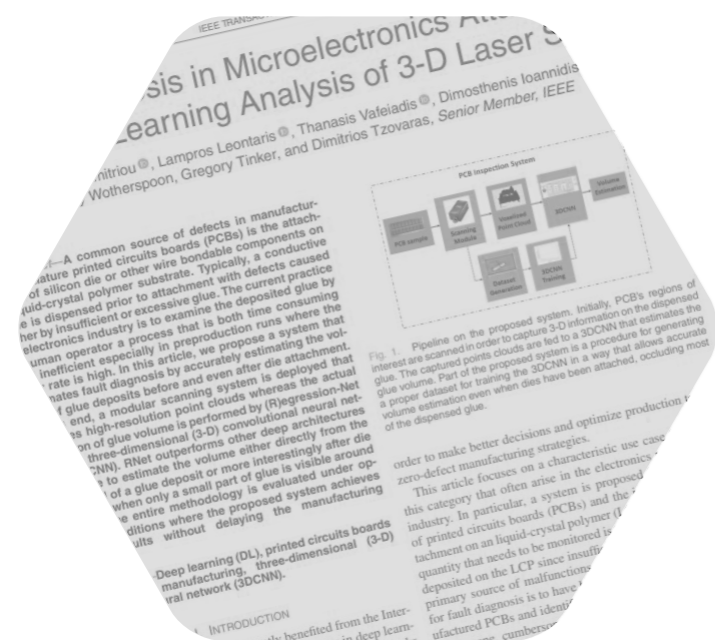 IEEE TRANSAC
sis in Microelectronics
Learning Analysis of 3-D Laser
mitriou, Lampros Leontaris, Thanasis Vafeiadis, Dimosthenis Ioannidis
Wotherspoon, Gregory Tinker, and Dimitrios Tzovaras, Senior Member, IEEE
—A common source of defects in manufactur-
ature printed circuits boards (PCBs) is the attach-
of silicon die or other wire bondable components on
uid-crystal polymer substrate. Typically, a conductive
e is dispensed prior to attachment with defects caused
her by insufficient or excessive glue. The current practice
electronics industry is to examine the deposited glue by
uman operator a process that is both time consuming
inefficient especially in preproduction runs where the
rate is high. In this article, we propose a system that
nates fault diagnosis by accurately estimating the vol-
f glue deposits before and even after die attachment.
end, a modular scanning system is deployed that
es high-resolution point clouds whereas the actual
on of glue volume is performed by (R)egression-Net
three-dimensional (3-D) convolutional neural net-
CNN). RNet outperforms other deep architectures
e to estimate the volume either directly from the
of a glue deposit or more interestingly after die
when only a small part of glue is visible around
e entire methodology is evaluated under op-
ditions where the proposed system achieves
ults without delaying the manufacturing
Deep learning (DL), printed circuits boards
manufacturing, three-dimensional (3-D)
ral network (3DCNN).
INTRODUCTION
tly benefited from the Inter-
in deep learn-
PCB Inspection System
PCB sample
Scanning Module
Voxelized Point Cloud
3DCNN
Volume Estimation
Dataset Generation
3DCNN Training
Fig. 1. Pipeline on the proposed system. Initially, PCB's regions of
interest are scanned in order to capture 3-D information on the dispensed
glue. The captured points clouds are fed to a 3DCNN that estimates the
glue volume. Part of the proposed system is a procedure for generating
a proper dataset for training the 3DCNN in a way that allows accurate
volume estimation even when dies have been attached, occluding most
of the dispensed glue.
order to make better decisions and optimize production
zero-defect manufacturing strategies.
This article focuses on a characteristic use case
this category that often arise in the electronics
industry. In particular, a system is proposed
of printed circuits boards (PCBs) and the
tachment on an liquid-crystal polymer
quantity that needs to be monitored is
deposited on the LCP since insuffi
primary source of malfunctions
for fault diagnosis is to have
ufactured PCBs and identi
cumbersom